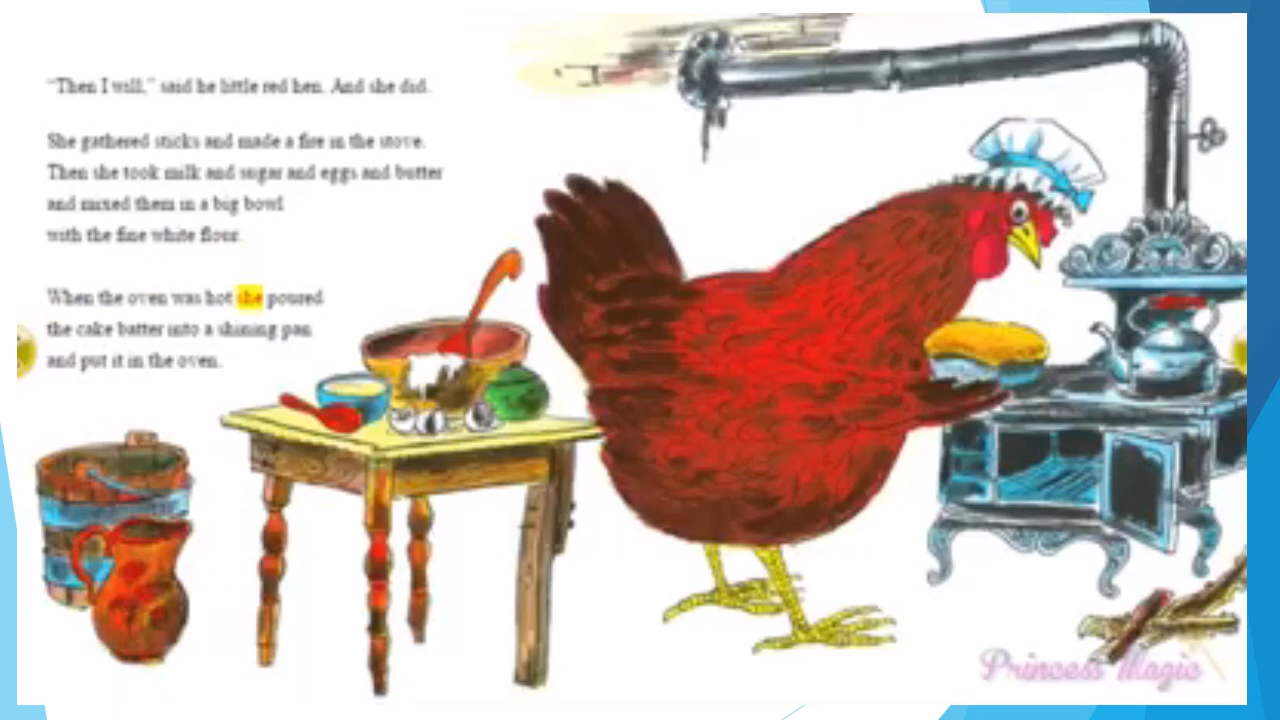 "Then I will," said he little red hen. And she did.
She gathered sticks and made a fire in the stove.
Then she took milk and sugar and eggs and butter
and mixed them in a big bowl
with the fine white flour.
When the oven was hot she poured
the cake batter into a shining pan
and put it in the oven.
Princess Magic